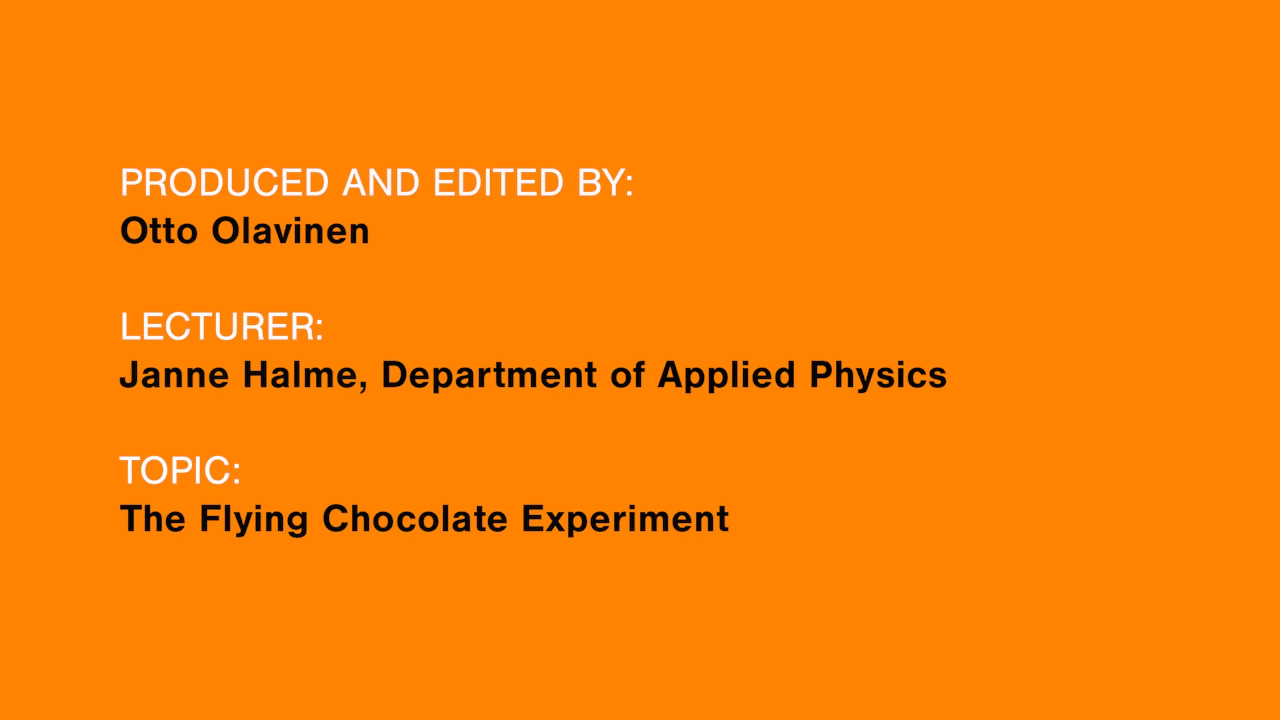 PRODUCED AND EDITED BY:
Otto Olavinen
LECTURER:
Janne Halme, Department of Applied Physics
TOPIC:
The Flying Chocolate Experiment